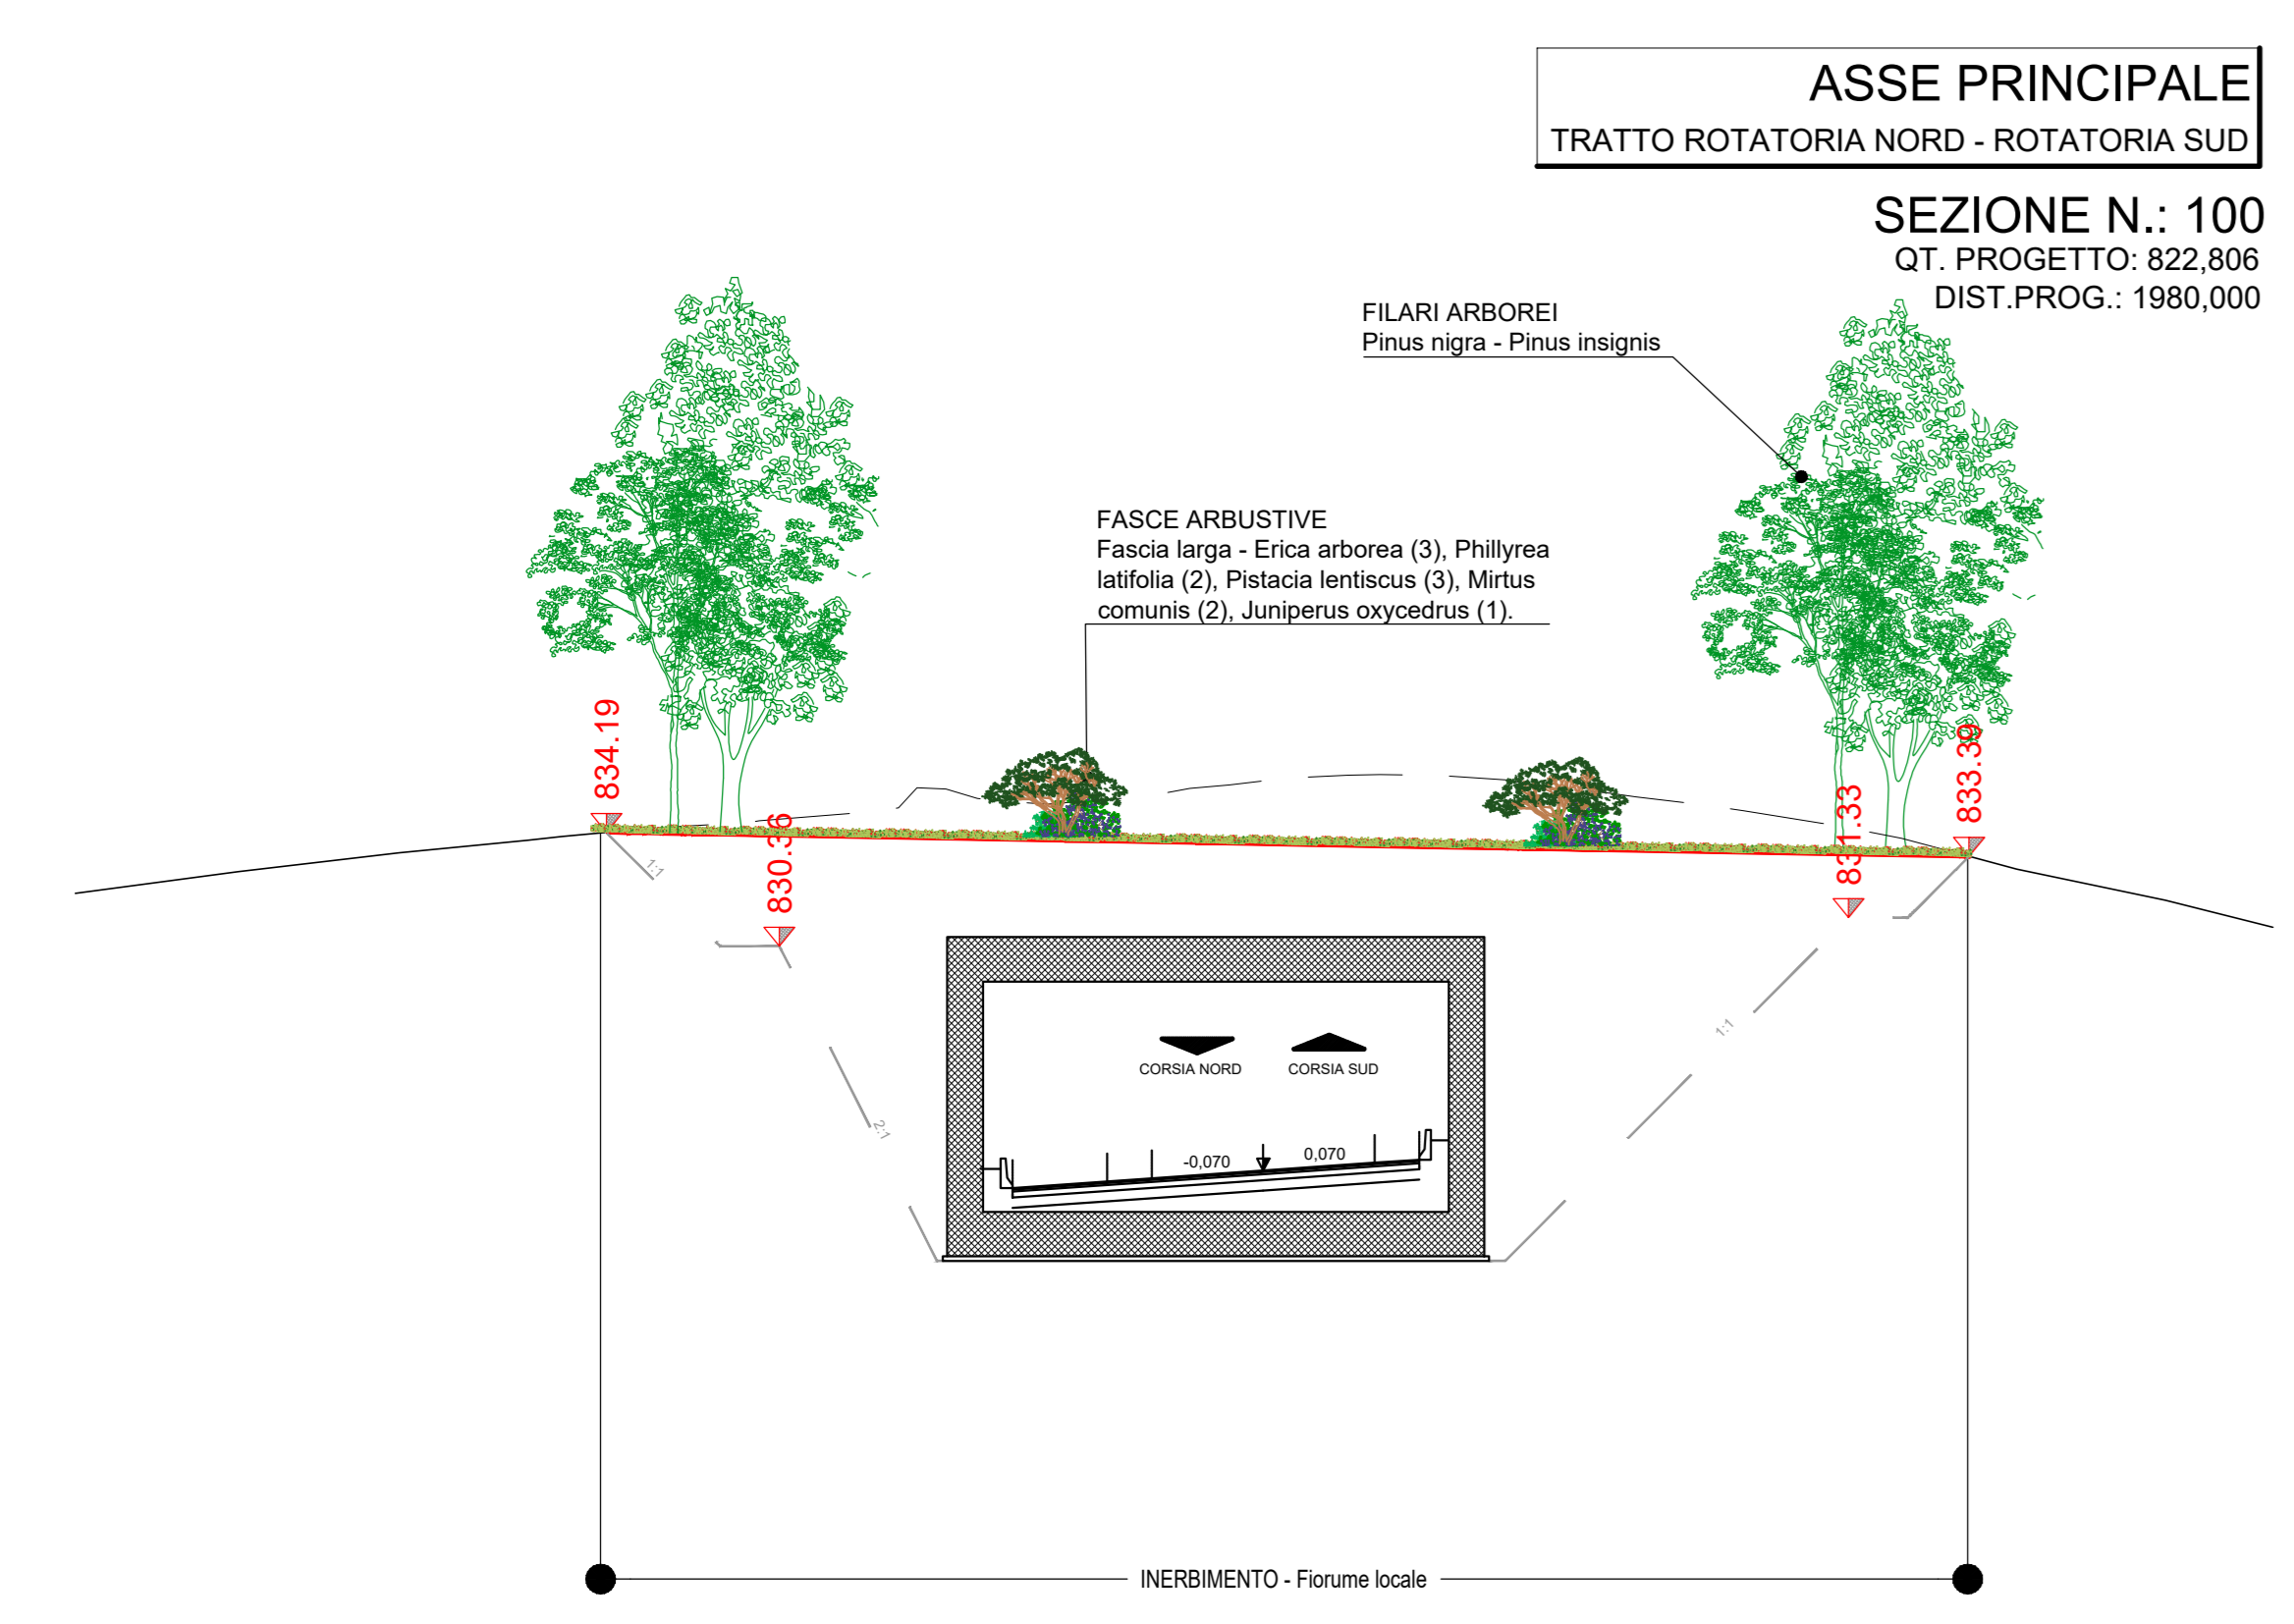 ASSE PRINCIPALE
TRATTO ROTATORIA NORD - ROTATORIA SUD
SEZIONE N.: 100
QT. PROGETTO: 822,806
DIST.PROG.: 1980,000
FILARI ARBOREI
Pinus nigra - Pinus insignis
FASCE ARBUSTIVE
Fascia larga - Erica arborea (3), Phillyrea
latifolia (2), Pistacia lentiscus (3), Mirtus
comunis (2), Juniperus oxycedrus (1).
834.19
833.39
830.36
831.33
1:1
1:1
2:1
CORSIA NORD
CORSIA SUD
-0,070
0,070
INERBIMENTO - Fiorume locale